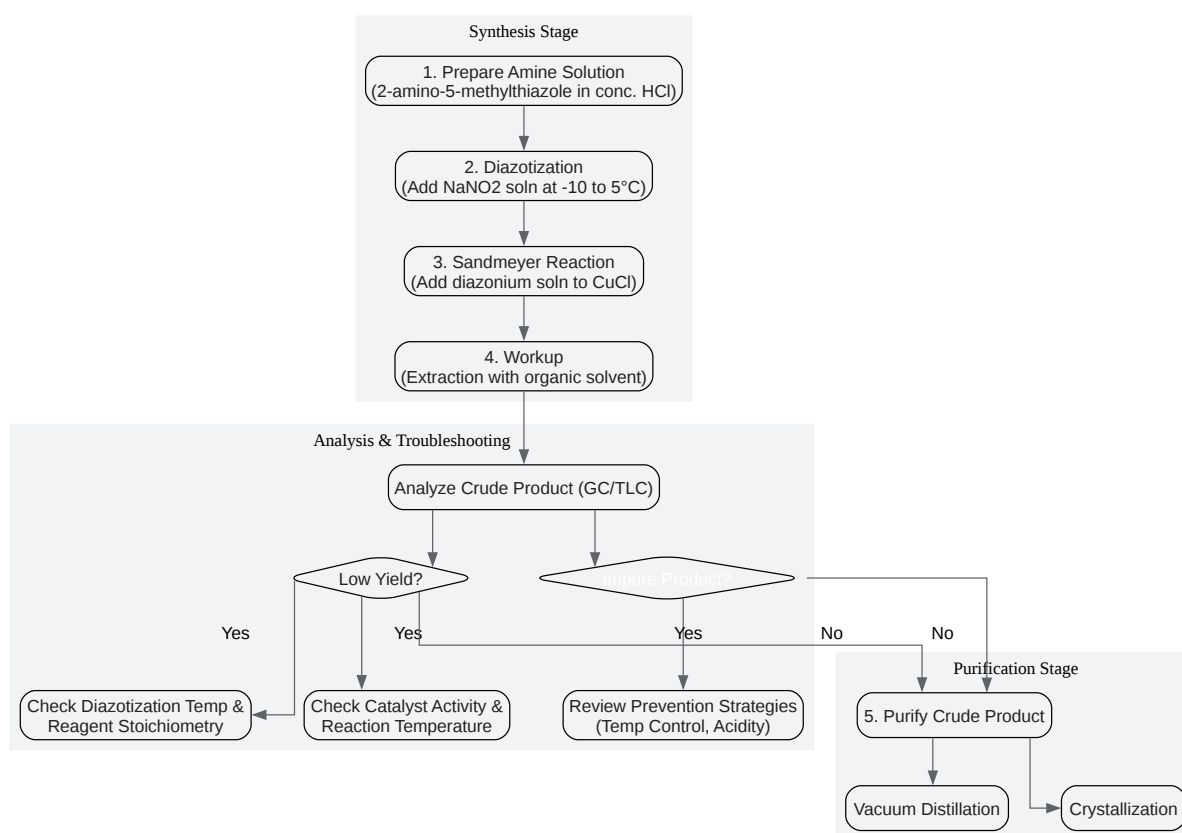 Synthesis Stage
1. Prepare Amine Solution
(2-amino-5-methylthiazole in conc. HCl)
2. Diazotization
(Add NaNO2 soln at -10 to 5°C)
3. Sandmeyer Reaction
(Add diazonium soln to CuCl)
4. Workup
(Extraction with organic solvent)
Analysis & Troubleshooting
Analyze Crude Product (GC/TLC)
Low Yield?
Impure Product?
Yes
Yes
Yes
No
No
Purification Stage
Check Diazotization Temp &
Reagent Stoichiometry
Check Catalyst Activity &
Reaction Temperature
Review Prevention Strategies
(Temp Control, Acidity)
5. Purify Crude Product
Vacuum Distillation
Crystallization